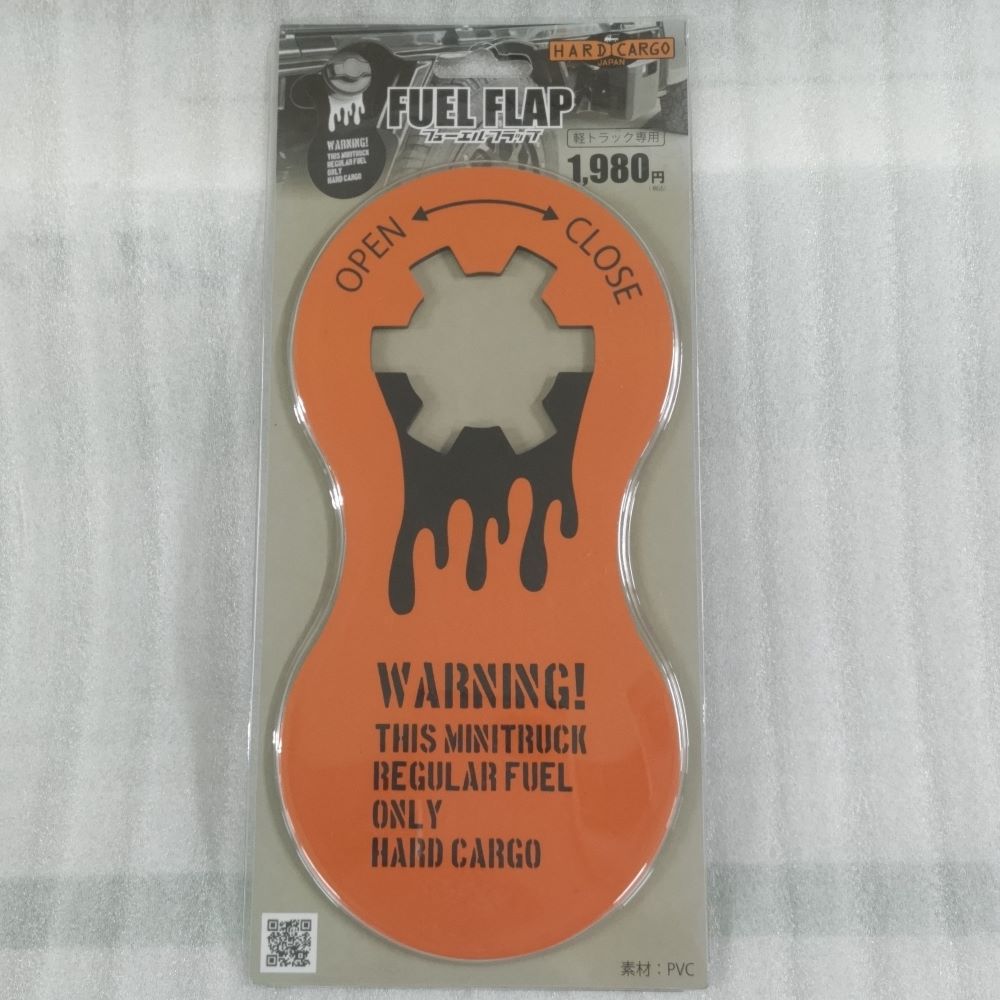 HARD CARGO
JAPAN
FUEL FLAP
フューエルフラップ
軽トラック専用
1,980円
(税込)
WARNING!
THIS MINITRUCK
REGULAR FUEL
ONLY
HARD CARGO
OPEN CLOSE
WARNING!
THIS MINITRUCK
REGULAR FUEL
ONLY
HARD CARGO
素材：PVC